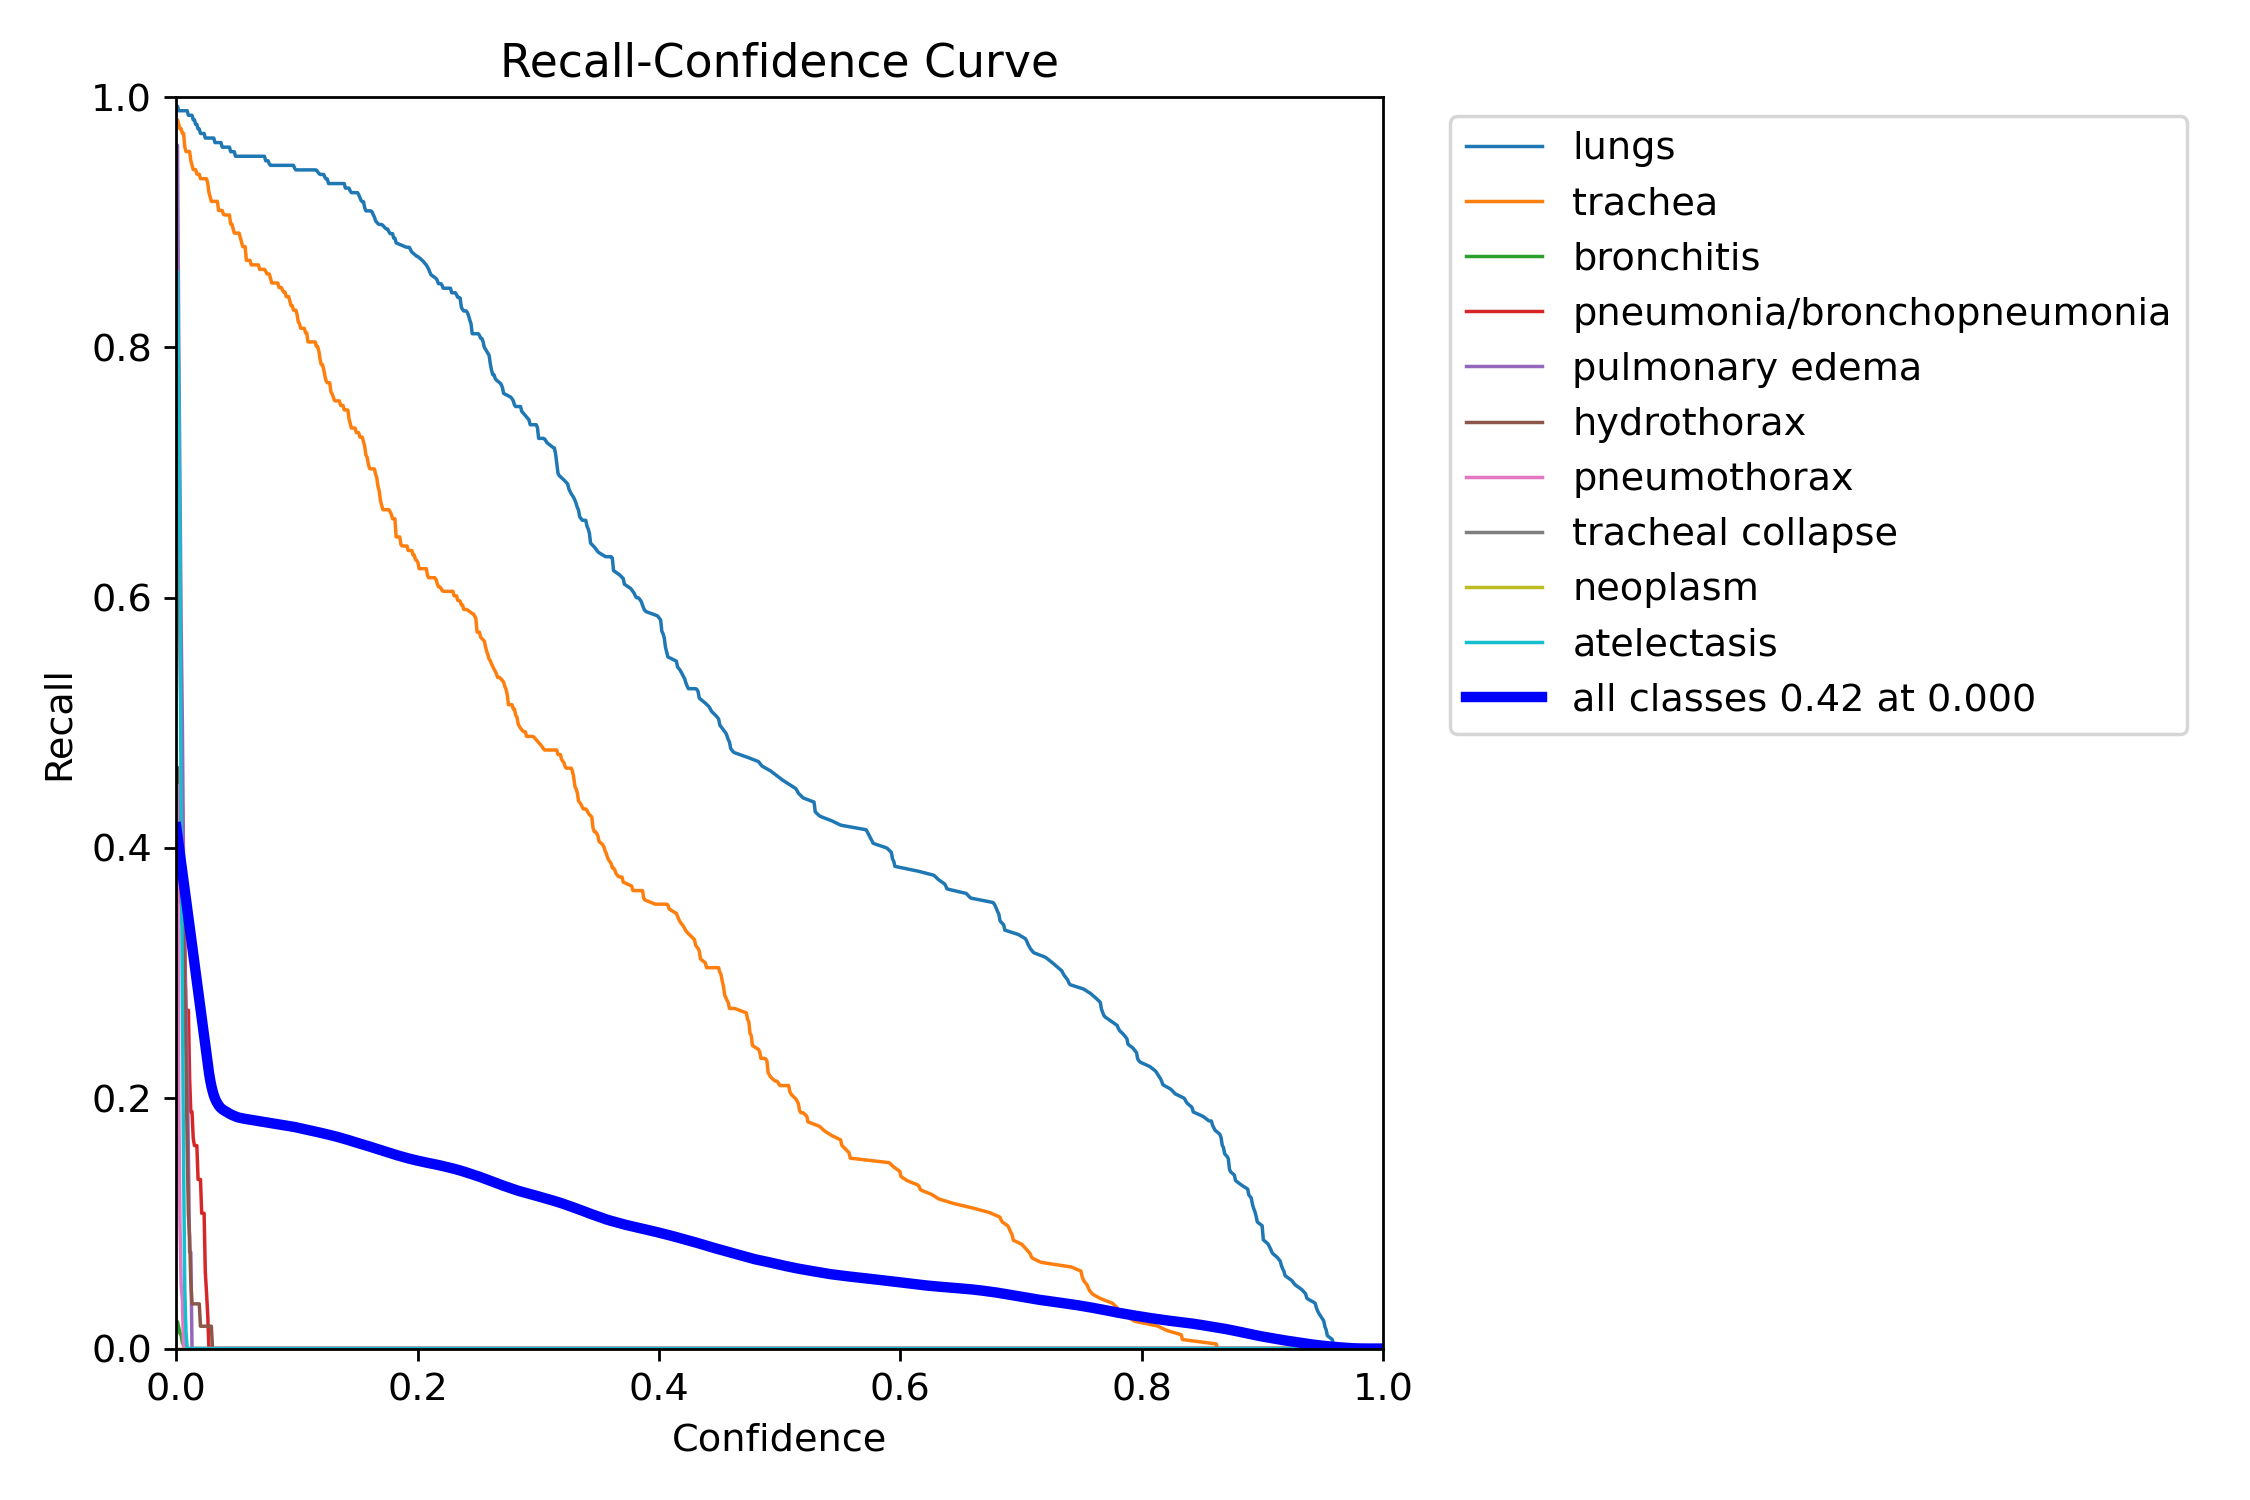 Recall-Confidence Curve
1.0
0.8
0.6
0.4
0.2
0.0
Recall
0.0 0.2 0.4 0.6 0.8 1.0
Confidence
lungs
trachea
bronchitis
pneumonia/bronchopneumonia
pulmonary edema
hydrothorax
pneumothorax
tracheal collapse
neoplasm
atelectasis
all classes 0.42 at 0.000